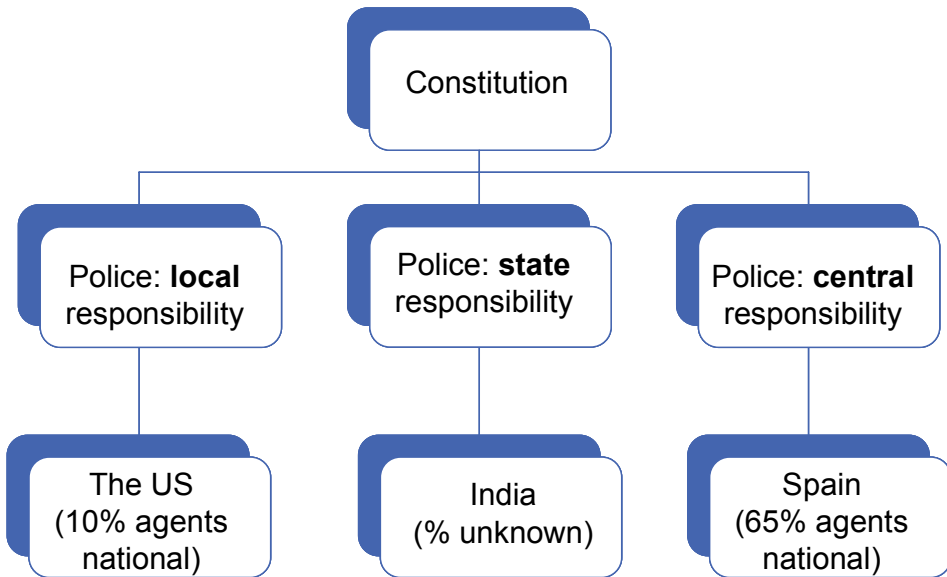 Constitution
Police: local
responsibility
Police: state
responsibility
Police: central
responsibility
The US
(10% agents
national)
India
(% unknown)
Spain
(65% agents
national)